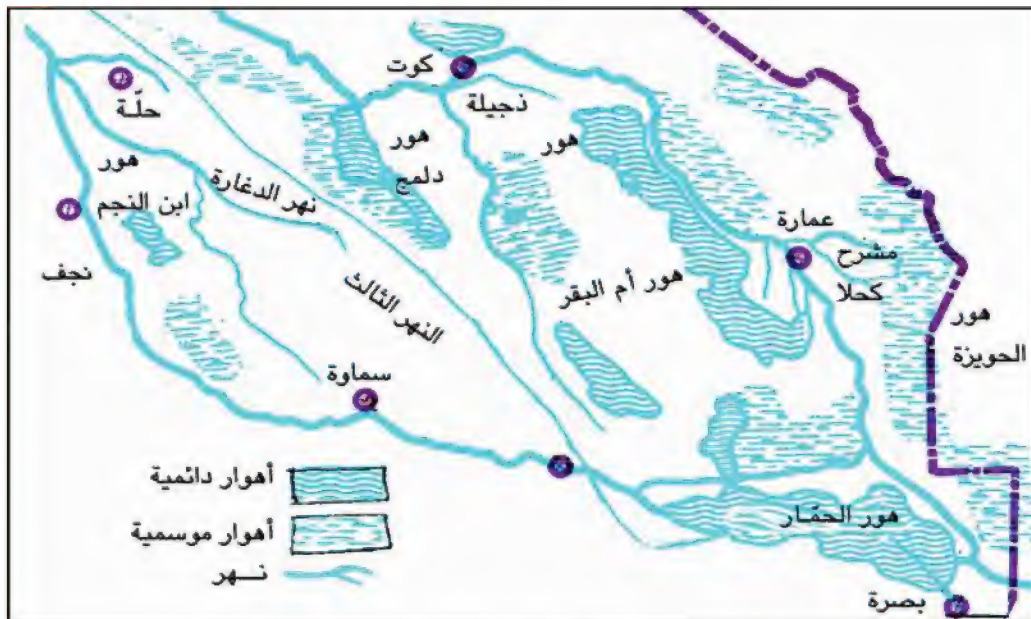 كوت
ذجيلة
حلّة
هور
دلمج
هور
هور
ابن النجم
نهر الدغارة
عمارة
مشرح
كحلا
نجف
هور أم البقر
النهر الثالث
هور
الحويزة
سماوة
أهوار دائمية
أهوار موسمية
نهر
هور الحمّار
بصرة